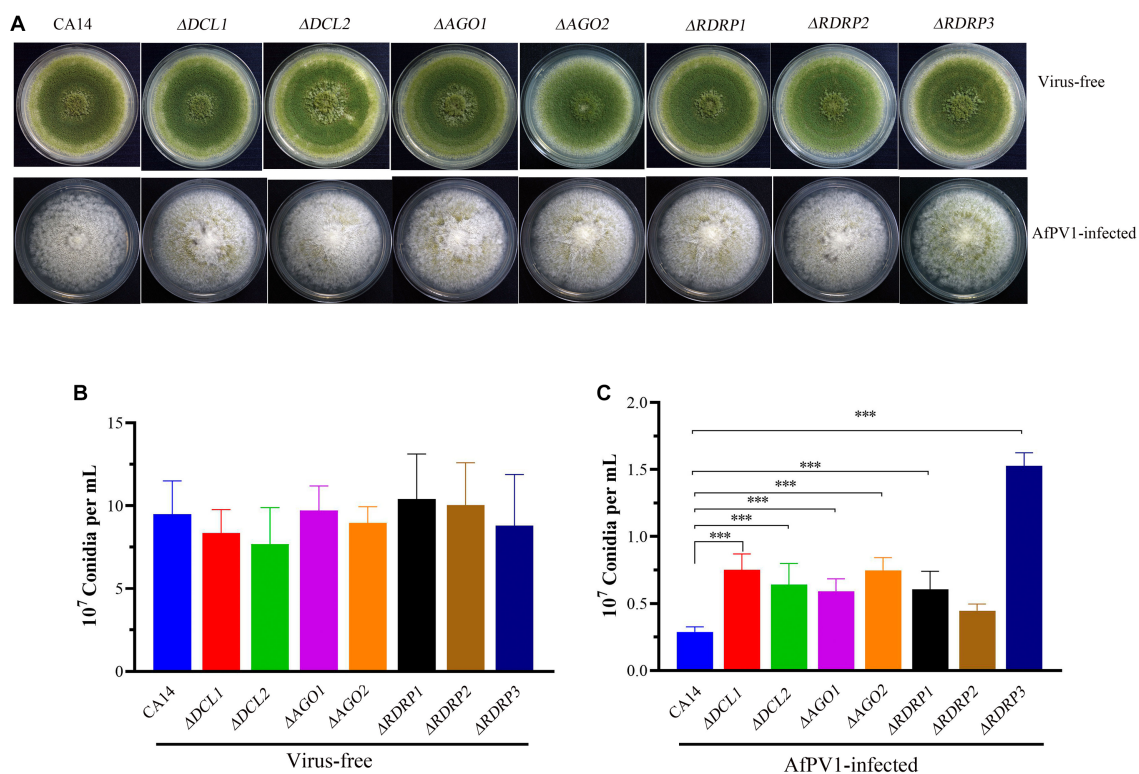 A
CA14 ΔDCL1 ΔDCL2 ΔAGO1 ΔAGO2 ΔRDRP1 ΔRDRP2 ΔRDRP3
Virus-free
AfPV1-infected
B
15
10
5
0
10⁷ Conidia per mL
CA14 ΔDCL1 ΔDCL2 ΔAGO1 ΔAGO2 ΔRDRP1 ΔRDRP2 ΔRDRP3
Virus-free
C
2.0
1.5
1.0
0.5
0.0
10⁷ Conidia per mL
***
***
***
***
***
***
CA14 ΔDCL1 ΔDCL2 ΔAGO1 ΔAGO2 ΔRDRP1 ΔRDRP2 ΔRDRP3
AfPV1-infected